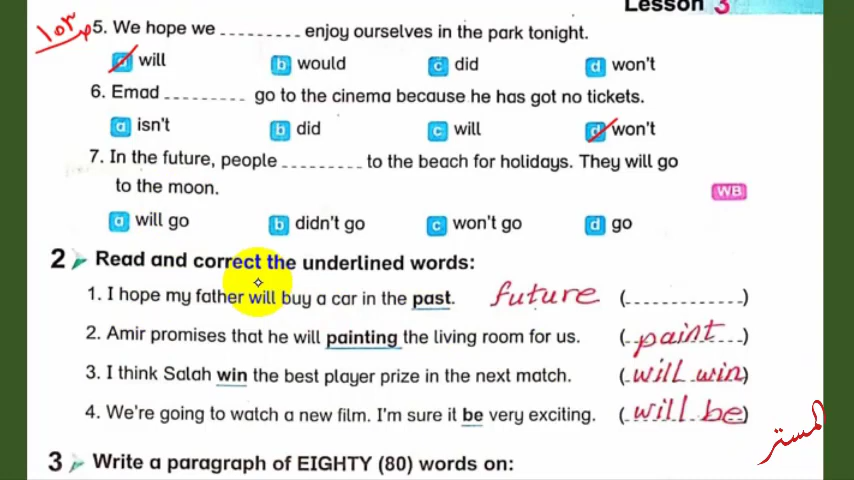 Lesson 3
١٥٣ 5. We hope we _________ enjoy ourselves in the park tonight.
a will b would c did d won't
6. Emad _________ go to the cinema because he has got no tickets.
a isn't b did c will d won't
7. In the future, people _________ to the beach for holidays. They will go
to the moon. WB
a will go b didn't go c won't go d go
2 Read and correct the underlined words:
1. I hope my father will buy a car in the past. future (.............)
2. Amir promises that he will painting the living room for us. (paint)
3. I think Salah win the best player prize in the next match. (will win)
4. We're going to watch a new film. I'm sure it be very exciting. (will be)
المستر
3 Write a paragraph of EIGHTY (80) words on: